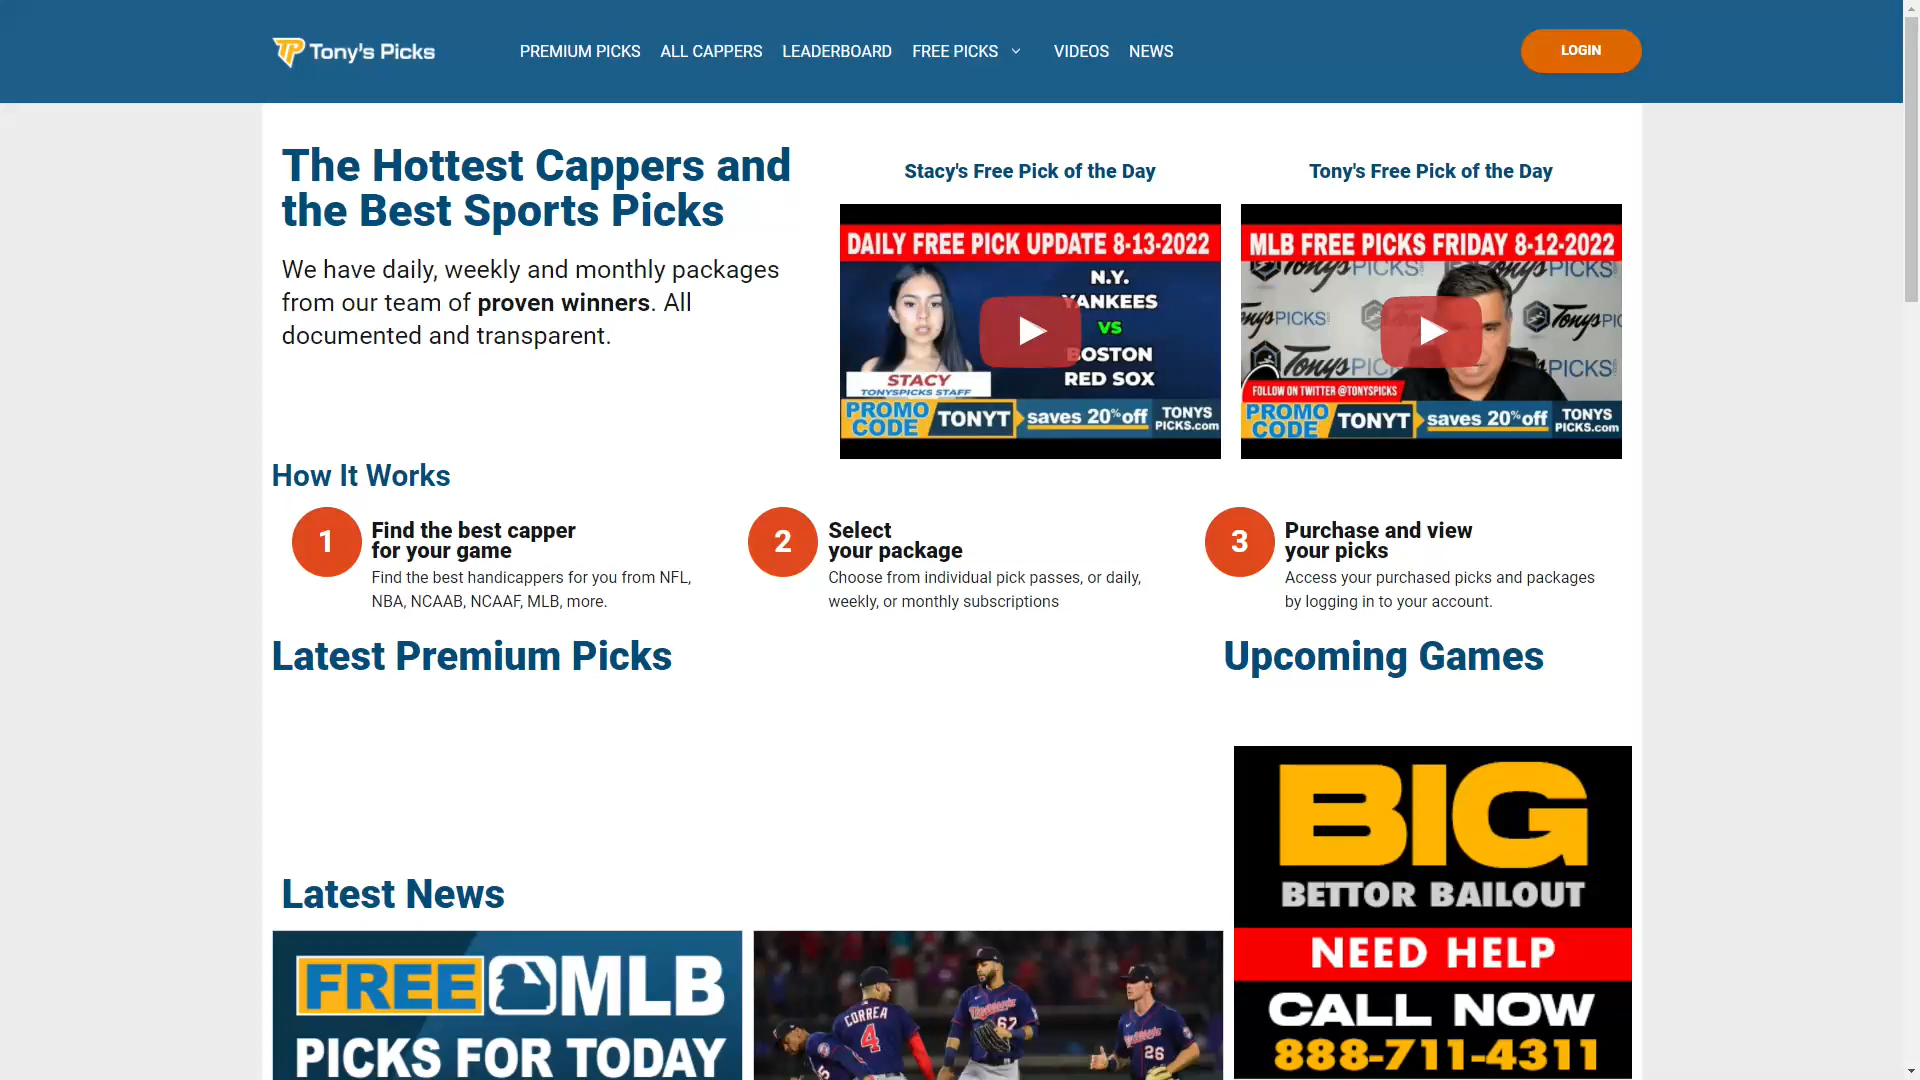 Tony's Picks
PREMIUM PICKS
ALL CAPPERS
LEADERBOARD
FREE PICKS
VIDEOS
NEWS
LOGIN
The Hottest Cappers and
the Best Sports Picks
We have daily, weekly and monthly packages
from our team of proven winners. All
documented and transparent.
Stacy's Free Pick of the Day
DAILY FREE PICK UPDATE 8-13-2022
N.Y.
YANKEES
VS
BOSTON
RED SOX
STACY
TONYSPICKS STAFF
PROMO
CODE
TONYT
saves 20% off
TONYS
PICKS.com
Tony's Free Pick of the Day
MLB FREE PICKS FRIDAY 8-12-2022
FOLLOW ON TWITTER @TONYSPICKS
PROMO
CODE
TONYT
saves 20% off
TONYS
PICKS.com
How It Works
1
Find the best capper
for your game
Find the best handicappers for you from NFL,
NBA, NCAAB, NCAAF, MLB, more.
2
Select
your package
Choose from individual pick passes, or daily,
weekly, or monthly subscriptions
3
Purchase and view
your picks
Access your purchased picks and packages
by logging in to your account.
Latest Premium Picks
Upcoming Games
BIG
BETTOR BAILOUT
NEED HELP
CALL NOW
888-711-4311
Latest News
FREE MLB
PICKS FOR TODAY
CORREA
4
5
62
26